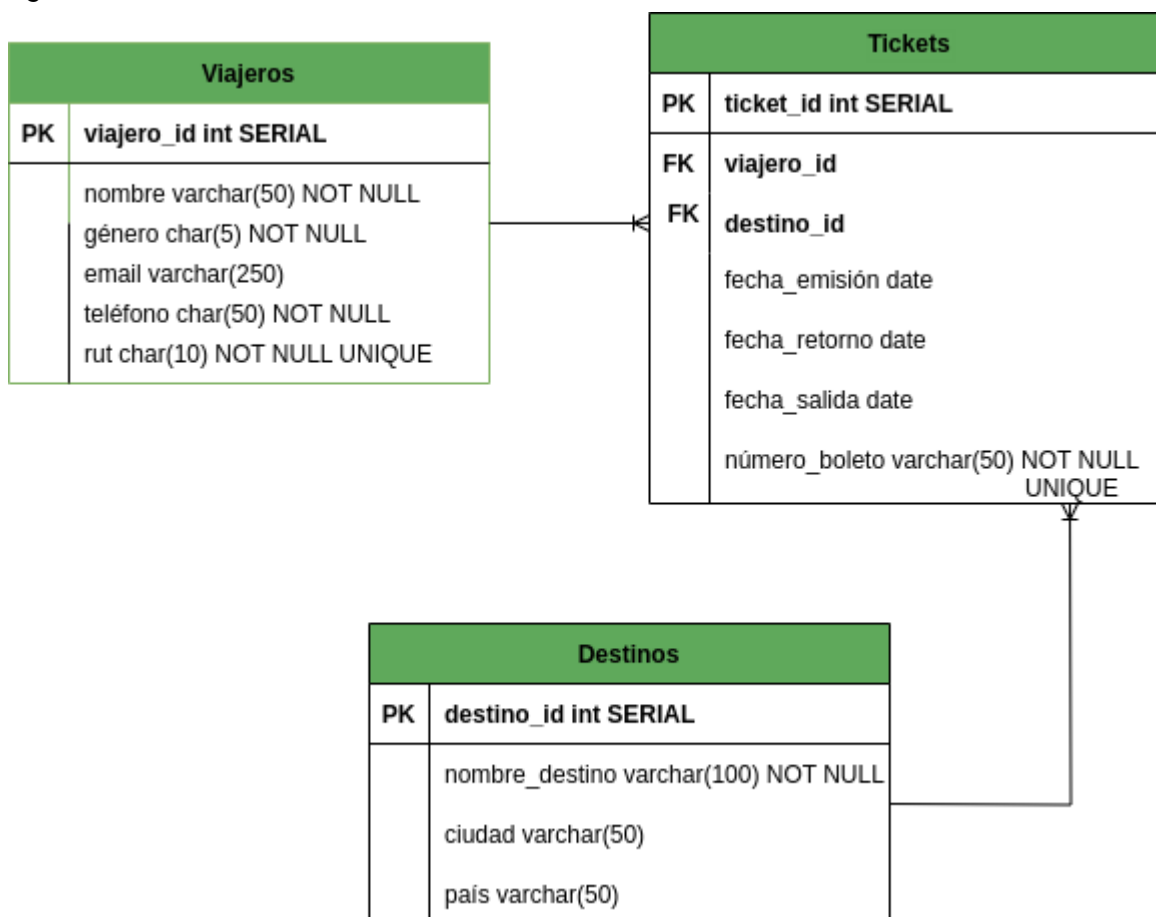 Viajeros
PK viajero_id int SERIAL
nombre varchar(50) NOT NULL
género char(5) NOT NULL
email varchar(250)
teléfono char(50) NOT NULL
rut char(10) NOT NULL UNIQUE
Tickets
PK ticket_id int SERIAL
FK viajero_id
FK destino_id
fecha_emisión date
fecha_retorno date
fecha_salida date
número_boleto varchar(50) NOT NULL
UNIQUE
Destinos
PK destino_id int SERIAL
nombre_destino varchar(100) NOT NULL
ciudad varchar(50)
país varchar(50)